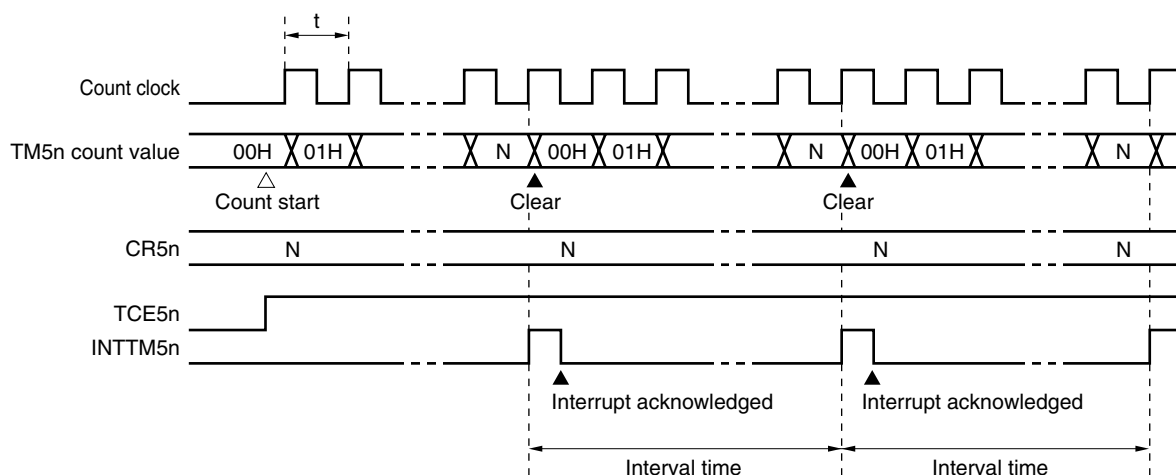 t
Count clock
TM5n count value 00H 01H N 00H 01H N 00H 01H N
Count start Clear Clear
CR5n N N N N
TCE5n
INTTM5n
Interrupt acknowledged Interrupt acknowledged
Interval time Interval time